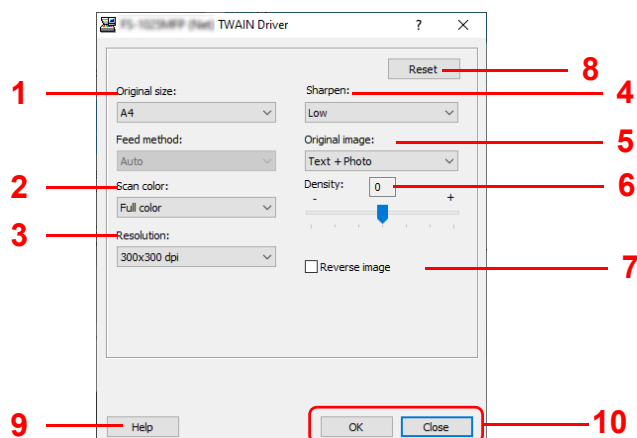 TWAIN Driver
? ×
Reset
8
1
Original size:
Sharpen:
4
A4
Low
Feed method:
Original image:
5
Auto
Text + Photo
2
Scan color:
Density:
0
6
- +
Full color
3
Resolution:
300x300 dpi
Reverse image
7
9
Help
OK
Close
10